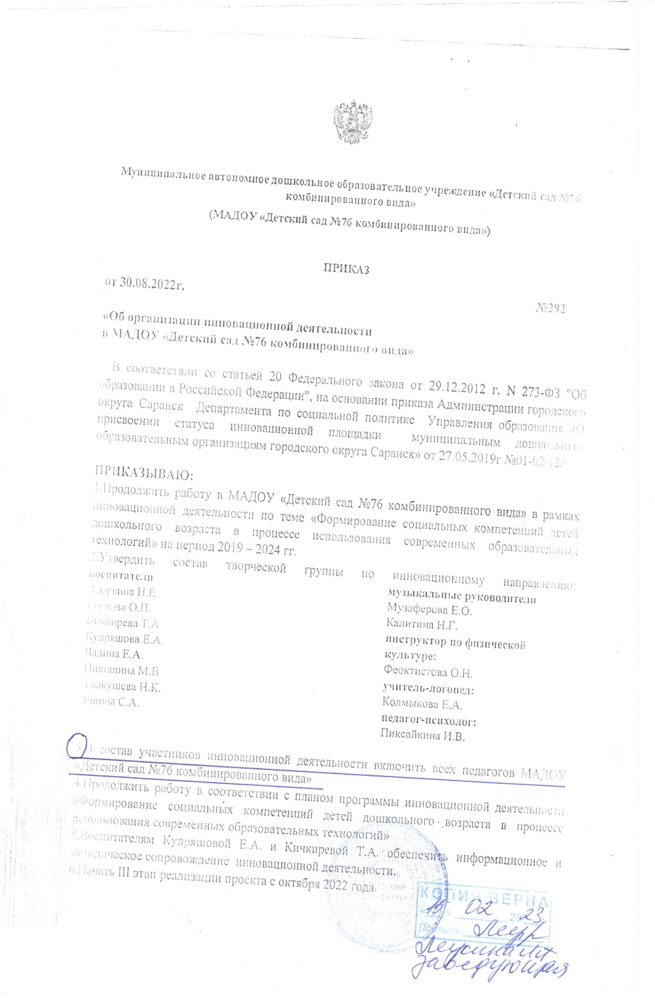 Муниципальное автономное дошкольное образовательное учреждение «Детский сад №76
комбинированного вида»
(МАДОУ «Детский сад №76 комбинированного вида»)
ПРИКАЗ
от 30.08.2022г.
№292
«Об организации инновационной деятельности
в МАДОУ «Детский сад №76 комбинированного вида»
В соответствии со статьей 20 Федерального закона от 29.12.2012 г. N 273-ФЗ "Об
образовании в Российской Федерации", на основании приказа Администрации городского
округа Саранск Департамента по социальной политике Управления образования «О
присвоении статуса инновационной площадки муниципальным дошкольным
образовательным организациям городского округа Саранск» от 27.05.2019г №01-02/125
ПРИКАЗЫВАЮ:
1.Продолжить работу в МАДОУ «Детский сад №76 комбинированного вида» в рамках
инновационной деятельности по теме «Формирование социальных компетенций детей
дошкольного возраста в процессе использования современных образовательных
технологий» на период 2019 – 2024 гг.
2.Утвердить состав творческой группы по инновационному направлению:
воспитатели
Азоркина Н.Е.
О.П.
Кичкирева Т.А
Кудряшова Е.А.
Чадина Е.А.
Никишина М.В
Толкушева Н.К.
Яшина С.А.
музыкальные руководители
Музаферова Е.О.
Калитина Н.Г.
инструктор по физической
культуре:
Феоктистова О.Н.
учитель-логопед:
Колмыкова Е.А.
педагог-психолог:
Пиксайкина И.В.
3.В состав участников инновационной деятельности включить всех педагогов МАДОУ
«Детский сад №76 комбинированного вида»
4.Продолжить работу в соответствии с планом программы инновационной деятельности
«Формирование социальных компетенций детей дошкольного возраста в процессе
использования современных образовательных технологий»
5.Воспитателям Кудряшовой Е.А. и Кичкиревой Т.А. обеспечить информационное и
методическое сопровождение инновационной деятельности.
6.Начать III этап реализации проекта с октября 2022 года.
КОПИЯ ВЕРНА
«15» 02 2023
Подпись
заведующая